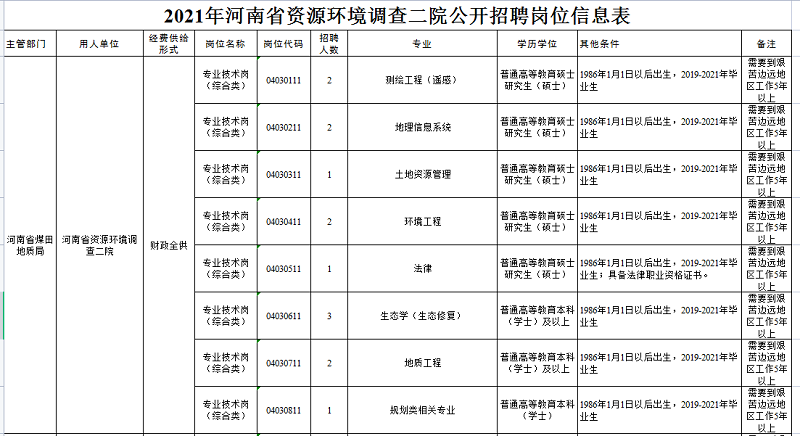 2021年河南省资源环境调查二院公开招聘岗位信息表
主管部门 用人单位 经费供给形式 岗位名称 岗位代码 招聘人数 专业 学历学位 其他条件 备注
河南省煤田地质局 河南省资源环境调查二院 财政全供
专业技术岗（综合类） 04030111 2 测绘工程（遥感） 普通高等教育硕士研究生（硕士） 1986年1月1日以后出生，2019-2021年毕业生 需要到艰苦边远地区工作5年以上
专业技术岗（综合类） 04030211 2 地理信息系统 普通高等教育硕士研究生（硕士） 1986年1月1日以后出生，2019-2021年毕业生 需要到艰苦边远地区工作5年以上
专业技术岗（综合类） 04030311 1 土地资源管理 普通高等教育硕士研究生（硕士） 1986年1月1日以后出生，2019-2021年毕业生 需要到艰苦边远地区工作5年以上
专业技术岗（综合类） 04030411 2 环境工程 普通高等教育硕士研究生（硕士） 1986年1月1日以后出生，2019-2021年毕业生 需要到艰苦边远地区工作5年以上
专业技术岗（综合类） 04030511 1 法律 普通高等教育硕士研究生（硕士） 1986年1月1日以后出生，2019-2021年毕业生；具备法律职业资格证书。 需要到艰苦边远地区工作5年以上
专业技术岗（综合类） 04030611 3 生态学（生态修复） 普通高等教育本科（学士）及以上 1986年1月1日以后出生，2019-2021年毕业生 需要到艰苦边远地区工作5年以上
专业技术岗（综合类） 04030711 2 地质工程 普通高等教育本科（学士）及以上 1986年1月1日以后出生，2019-2021年毕业生 需要到艰苦边远地区工作5年以上
专业技术岗（综合类） 04030811 1 规划类相关专业 普通高等教育本科（学士） 1986年1月1日以后出生，2019-2021年毕业生 需要到艰苦边远地区工作5年以上